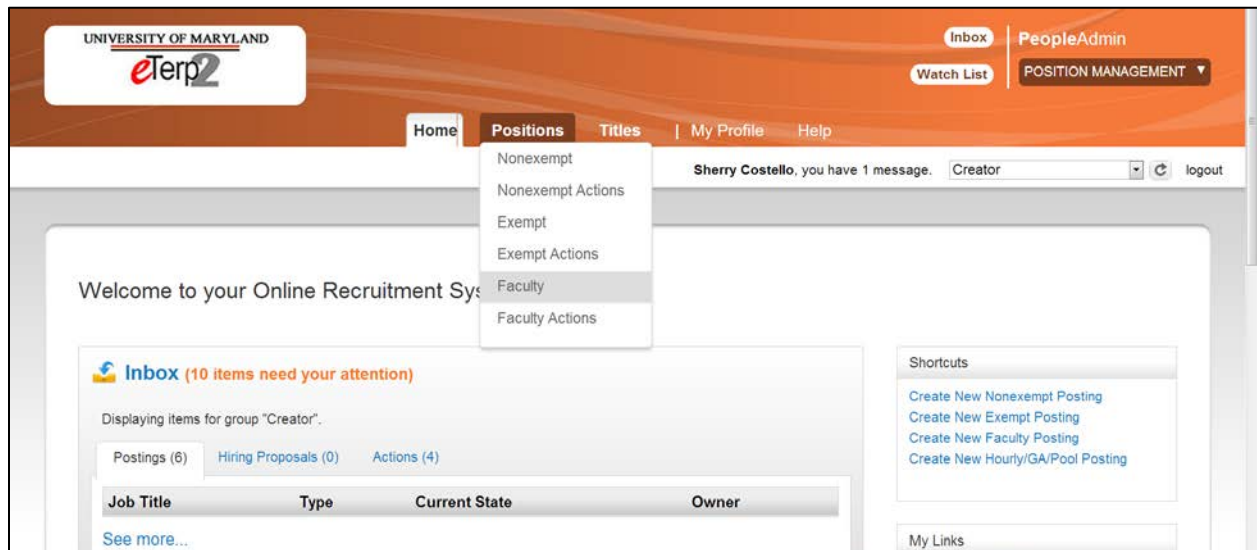 UNIVERSITY OF MARYLAND
eTerp2
Inbox
PeopleAdmin
Watch List
POSITION MANAGEMENT
Home Positions Titles | My Profile Help
Sherry Costello, you have 1 message. Creator logout
Nonexempt
Nonexempt Actions
Exempt
Exempt Actions
Faculty
Faculty Actions
Welcome to your Online Recruitment Sys
Inbox (10 items need your attention)
Displaying items for group "Creator".
Postings (6) Hiring Proposals (0) Actions (4)
Job Title Type Current State Owner
See more...
Shortcuts
Create New Nonexempt Posting
Create New Exempt Posting
Create New Faculty Posting
Create New Hourly/GA/Pool Posting
My Links